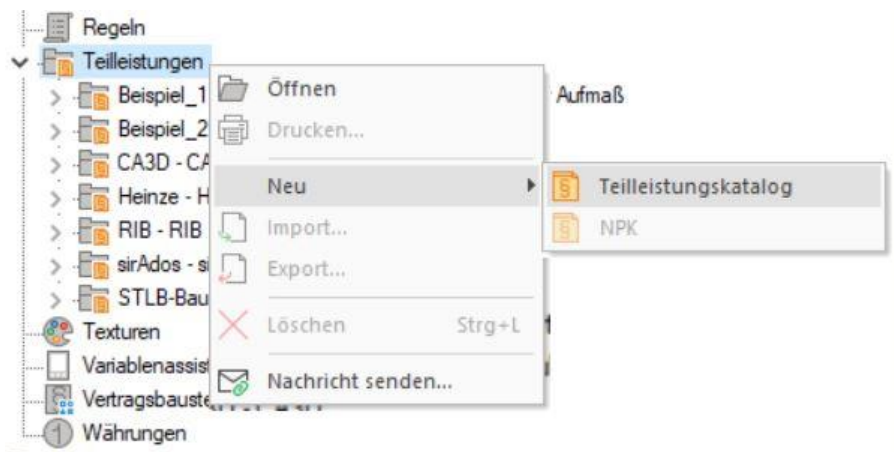 Regeln
Teilleistungen
Öffnen
Beispiel_1
Aufmaß
Drucken...
Beispiel_2
CA3D - CA
Neu
Teilleistungskatalog
Heinze - H
RIB - RIB
Import...
NPK
sirAdos - si
Export...
STLB-Bau
Texturen
Löschen Strg+L
Variablenassist
Nachricht senden...
Vertragsbauste
Währungen